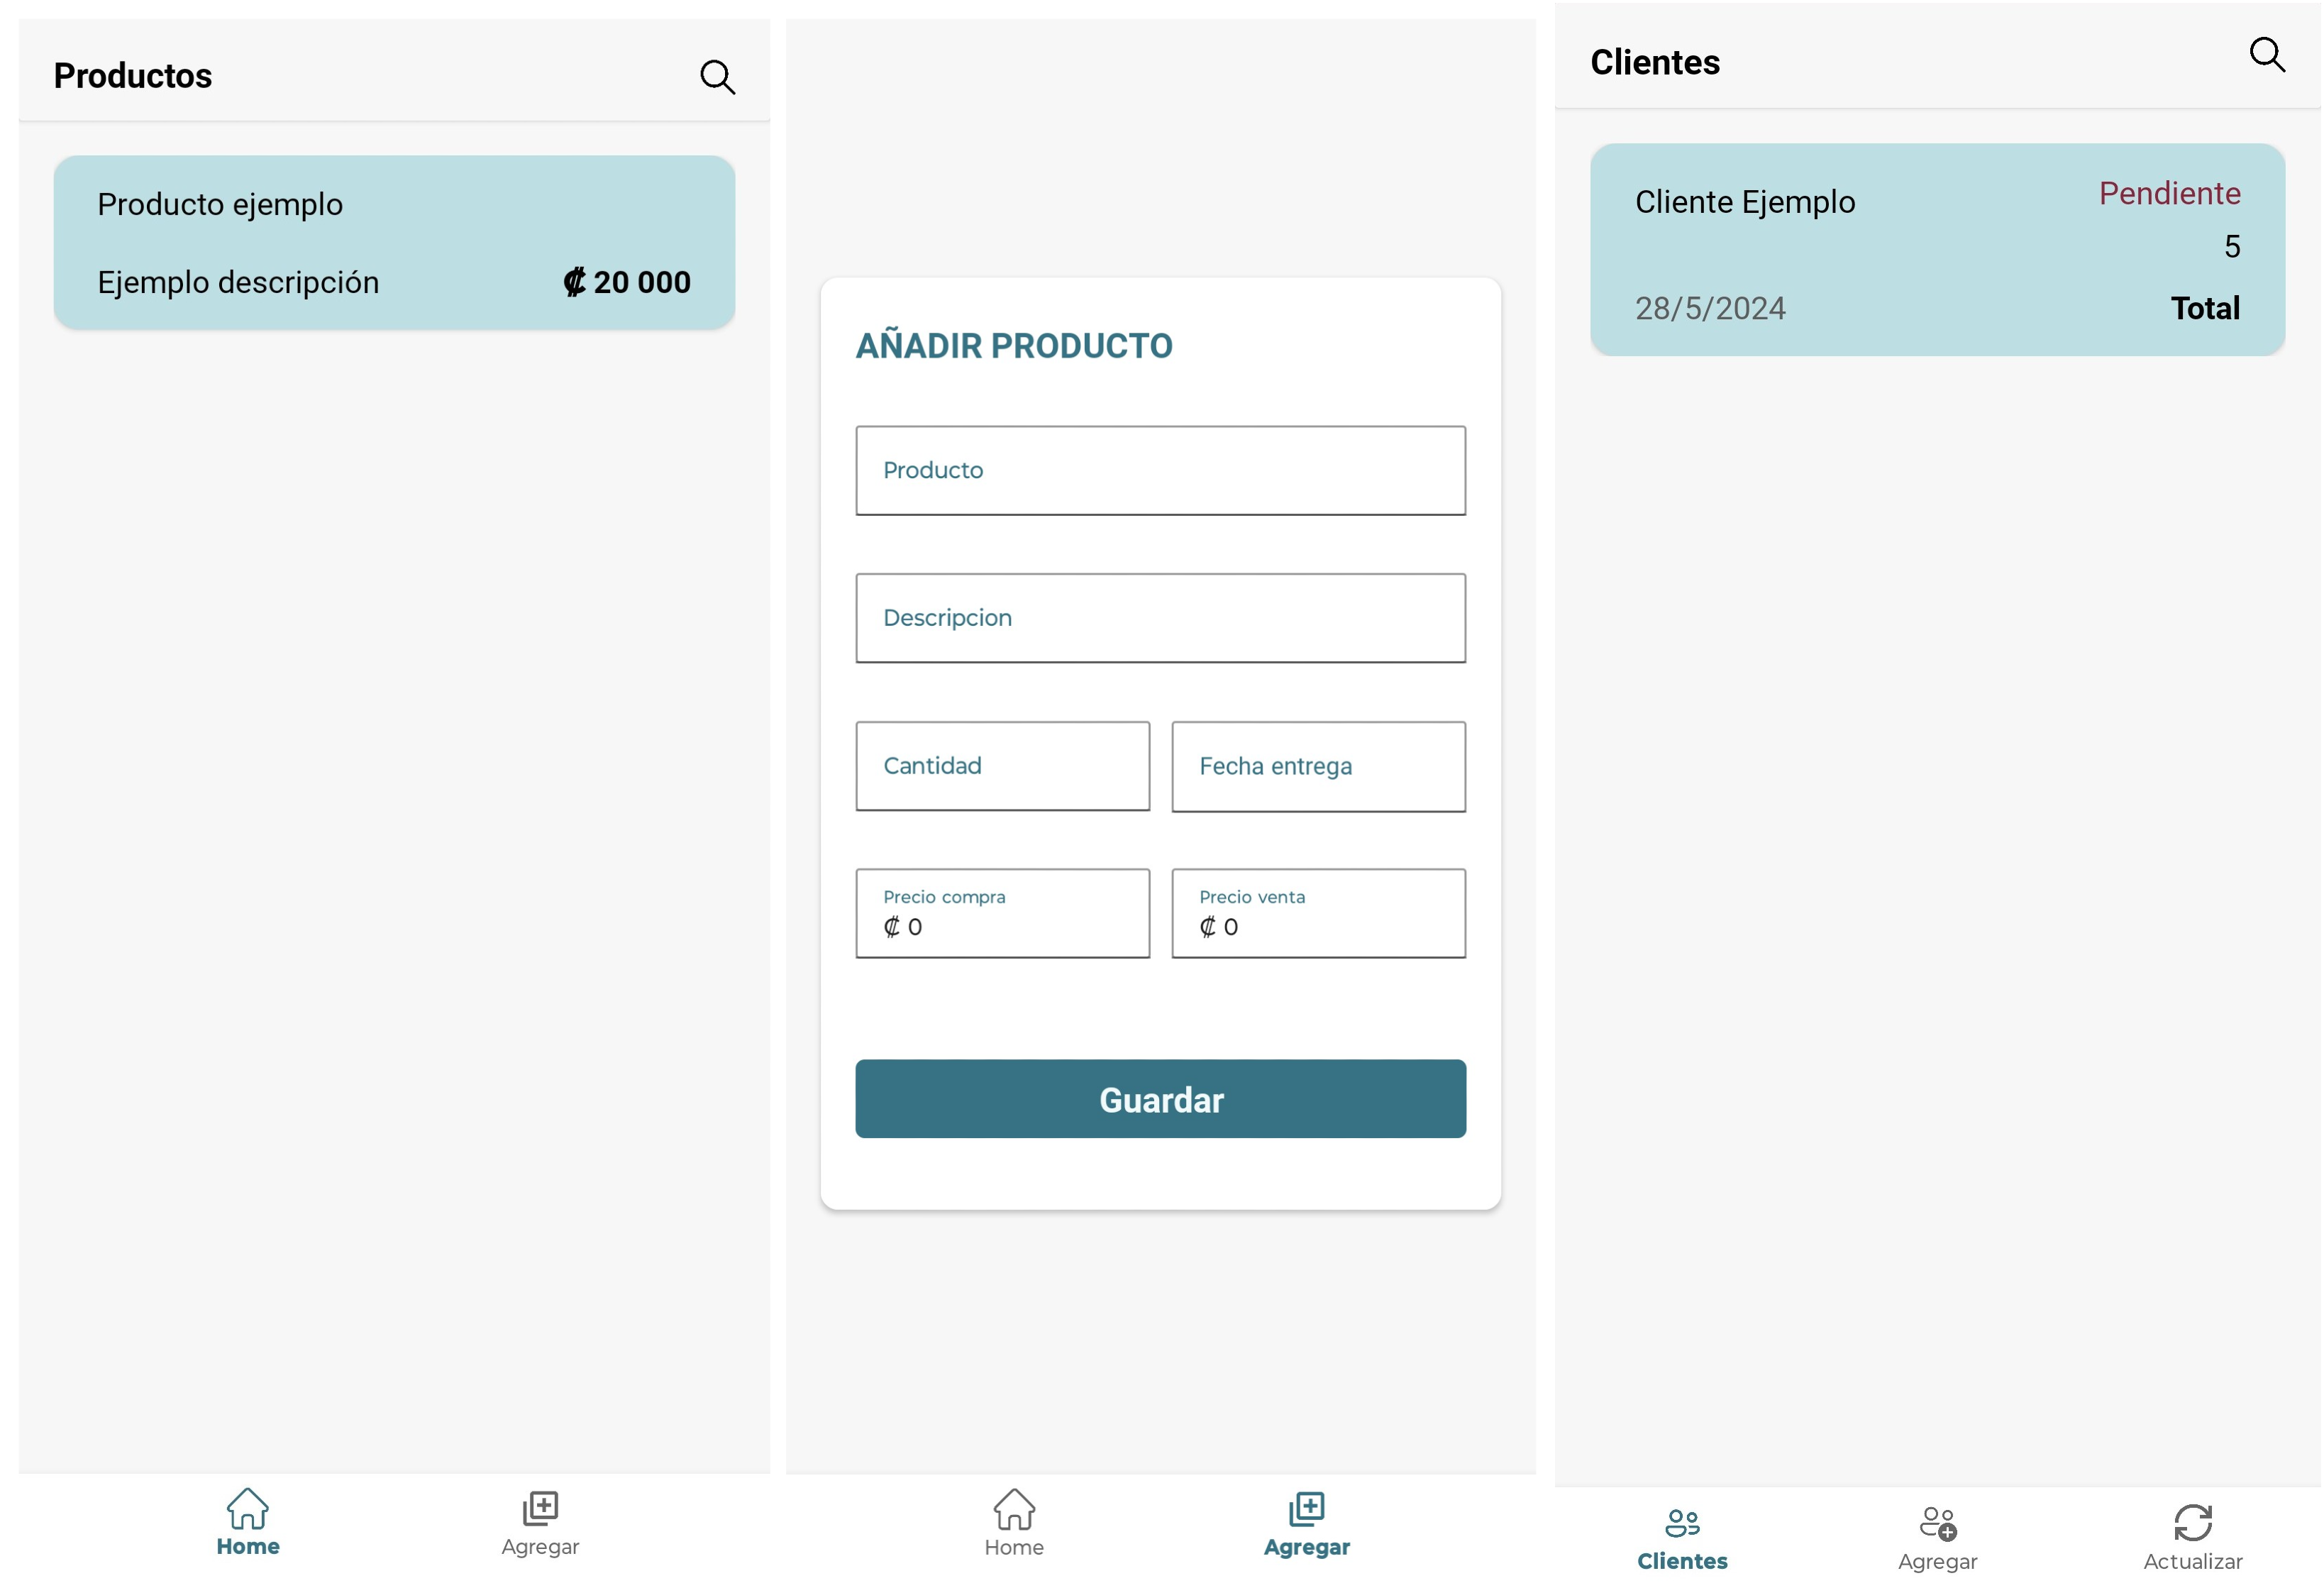 Productos
Producto ejemplo
Ejemplo descripción
₡ 20 000
Home
Agregar
AÑADIR PRODUCTO
Producto
Descripcion
Cantidad
Fecha entrega
Precio compra
₡ 0
Precio venta
₡ 0
Guardar
Home
Agregar
Clientes
Cliente Ejemplo
Pendiente
5
28/5/2024
Total
Clientes
Agregar
Actualizar